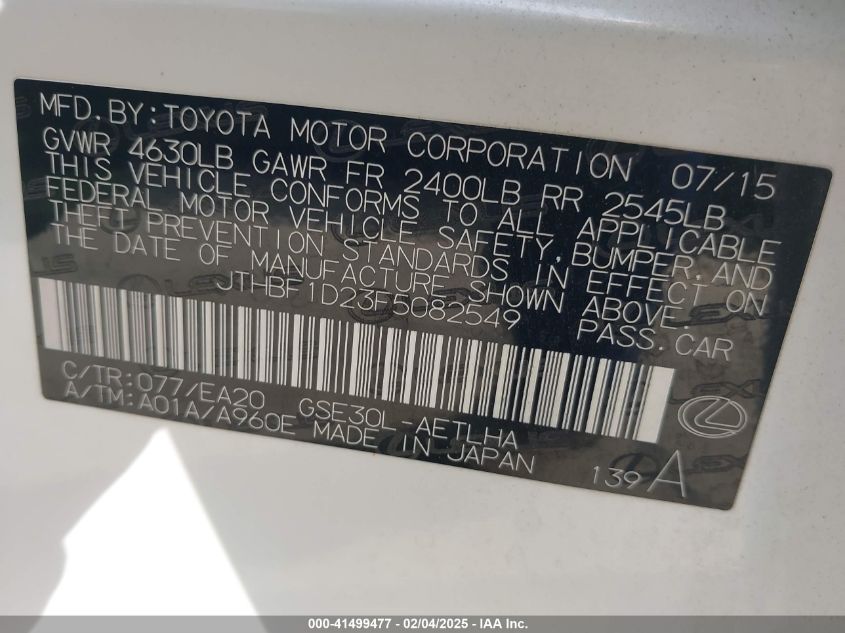 MFD. BY: TOYOTA MOTOR CORPORATION 07/15
GVWR 4630LB GAWR FR 2400LB RR 2545LB
THIS VEHICLE CONFORMS TO ALL APPLICABLE
FEDERAL MOTOR VEHICLE SAFETY, BUMPER, AND
THEFT PREVENTION STANDARDS IN EFFECT ON
THE DATE OF MANUFACTURE SHOWN ABOVE.
JTHBF1D23F5082549 PASS. CAR
C/TR: 077/EA20 GSE30L-AETLHA
A/TM: A01A/A960E MADE IN JAPAN
139 A
000-41499477 - 02/04/2025 - IAA Inc.